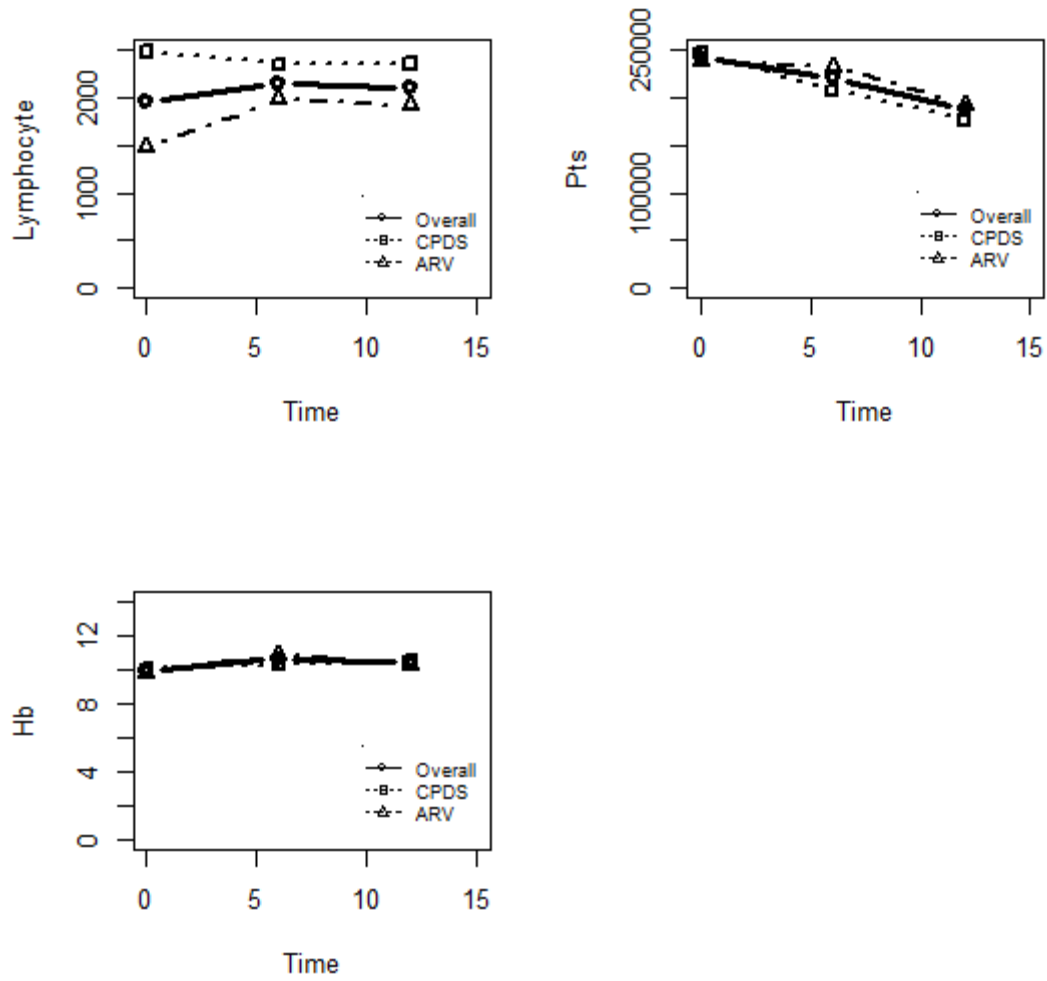 Lymphocyte
2000
1000
0
Overall
CPDS
ARV
0 5 10 15
Time
Pts
250000
100000
0
Overall
CPDS
ARV
0 5 10 15
Time
Hb
12
8
4
0
Overall
CPDS
ARV
0 5 10 15
Time